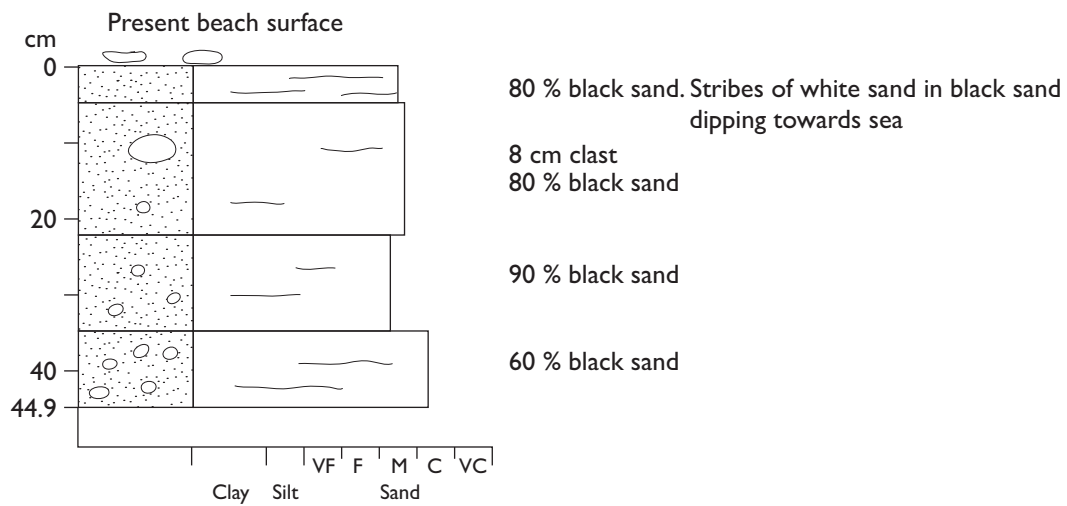 Present beach surface
cm
0
80 % black sand. Stribes of white sand in black sand
dipping towards sea
8 cm clast
80 % black sand
20
90 % black sand
60 % black sand
40
44.9
VF F M C VC
Clay Silt Sand